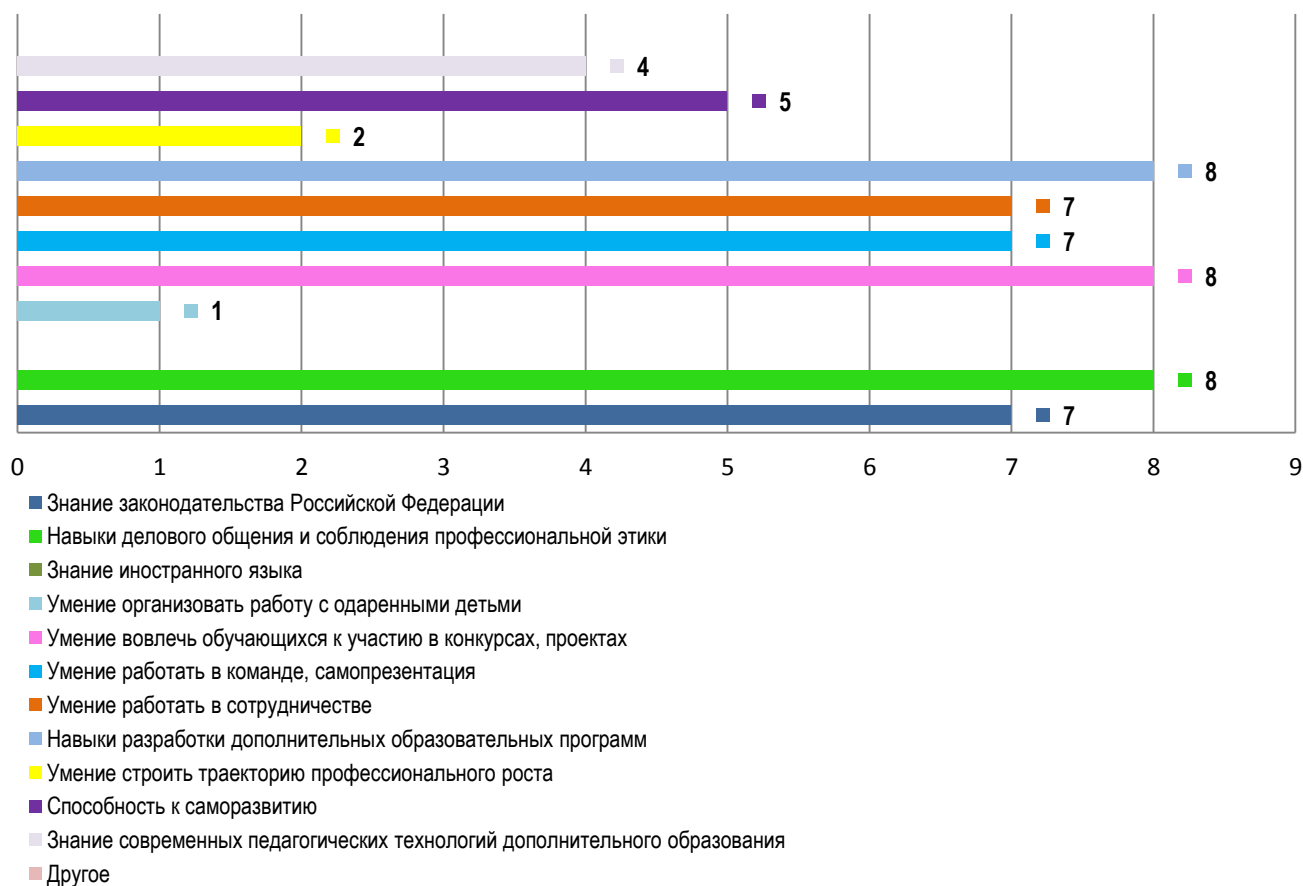 4
5
2
8
7
7
8
1
8
7
0 1 2 3 4 5 6 7 8 9
Знание законодательства Российской Федерации
Навыки делового общения и соблюдения профессиональной этики
Знание иностранного языка
Умение организовать работу с одаренными детьми
Умение вовлечь обучающихся к участию в конкурсах, проектах
Умение работать в команде, самопрезентация
Умение работать в сотрудничестве
Навыки разработки дополнительных образовательных программ
Умение строить траекторию профессионального роста
Способность к саморазвитию
Знание современных педагогических технологий дополнительного образования
Другое